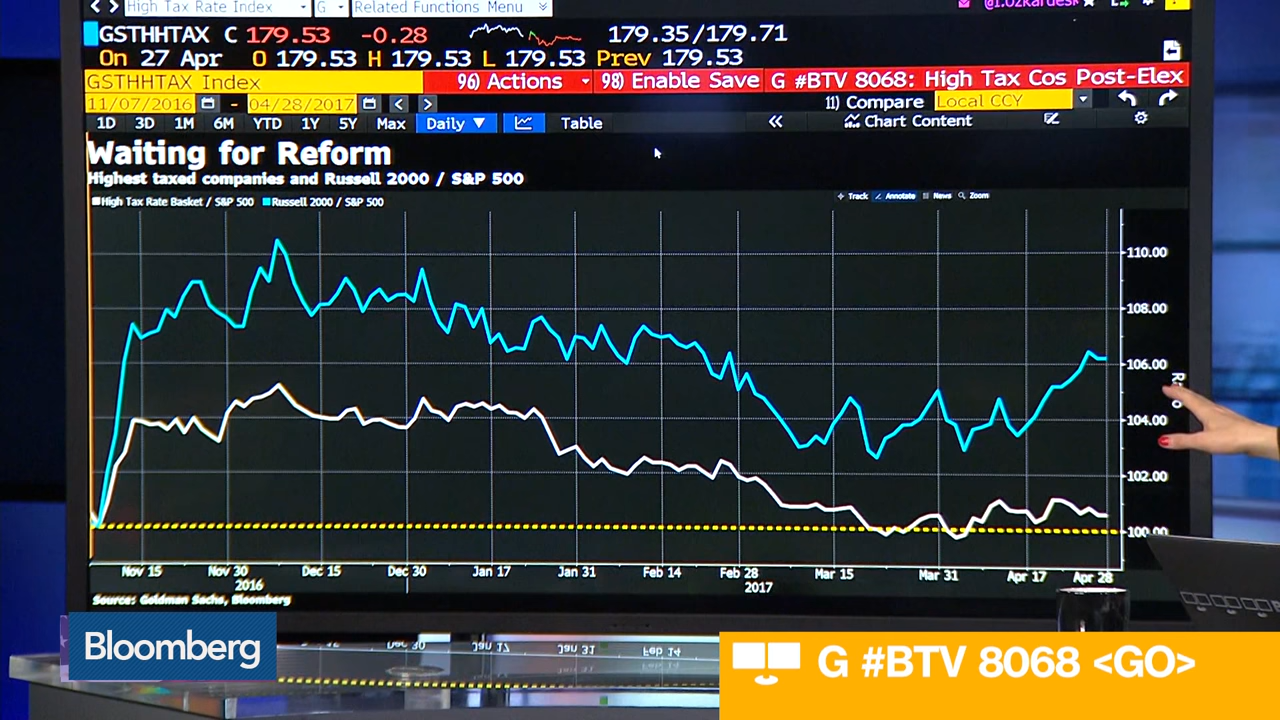 High Tax Rate Index G Related Functions Menu
GSTHHTAX C 179.53 -0.28 179.35/179.71
On 27 Apr O 179.53 H 179.53 L 179.53 Prev 179.53
GSTHHTAX Index 96) Actions 98) Enable Save G #BTV 8068: High Tax Cos Post-Elex
11/07/2016 - 04/28/2017 11) Compare Local CCY
1D 3D 1M 6M YTD 1Y 5Y Max Daily ▼ Table « Chart Content
Waiting for Reform
Highest taxed companies and Russell 2000 / S&P 500
High Tax Rate Basket / S&P 500 Russell 2000 / S&P 500
Track Annotate News Zoom
110.00
108.00
106.00
104.00
102.00
100.00
Nov 15 Nov 30 Dec 15 Dec 30 Jan 17 Jan 31 Feb 14 Feb 28 Mar 15 Mar 31 Apr 17 Apr 28
2016 2017
Source: Goldman Sachs, Bloomberg
Bloomberg
G #BTV 8068 <GO>